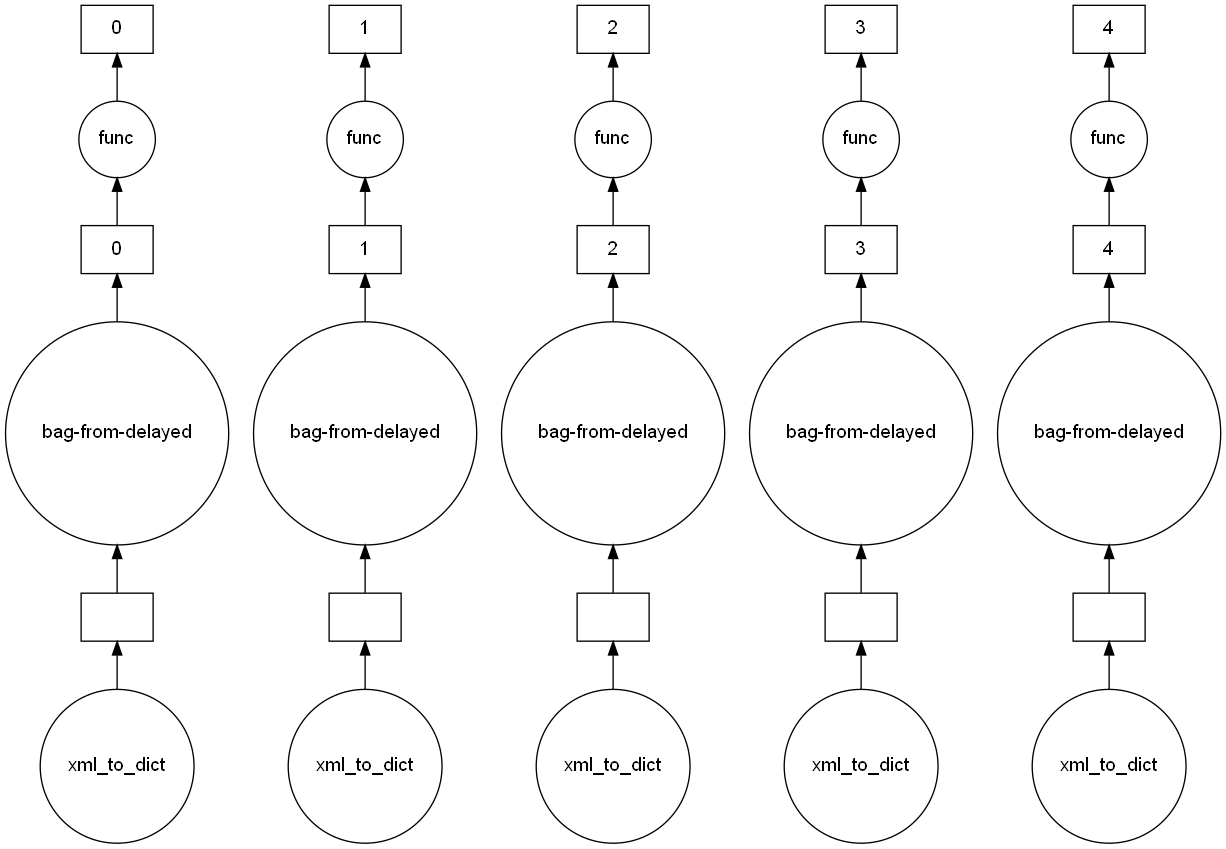 0 1 2 3 4
func func func func func
0 1 2 3 4
bag-from-delayed bag-from-delayed bag-from-delayed bag-from-delayed bag-from-delayed
xml_to_dict xml_to_dict xml_to_dict xml_to_dict xml_to_dict